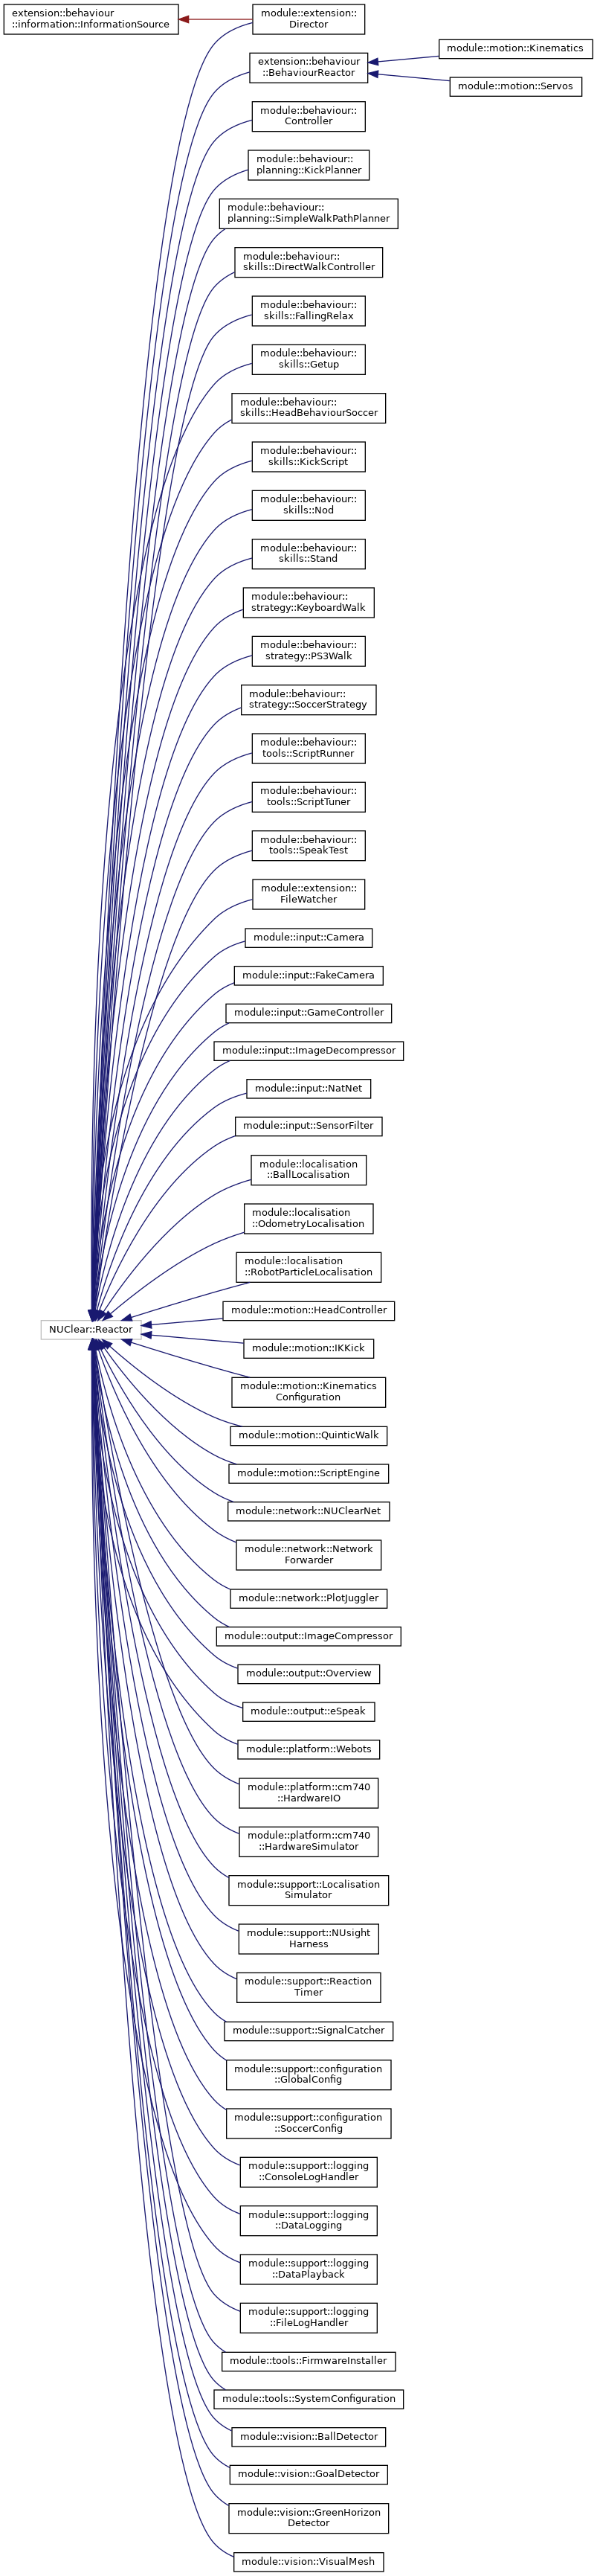 extension::behaviour
::information::InformationSource
module::extension::
Director
extension::behaviour
::BehaviourReactor
module::motion::Kinematics
module::motion::Servos
module::behaviour::
Controller
module::behaviour::
planning::KickPlanner
module::behaviour::
planning::SimpleWalkPathPlanner
module::behaviour::
skills::DirectWalkController
module::behaviour::
skills::FallingRelax
module::behaviour::
skills::Getup
module::behaviour::
skills::HeadBehaviourSoccer
module::behaviour::
skills::KickScript
module::behaviour::
skills::Nod
module::behaviour::
skills::Stand
module::behaviour::
strategy::KeyboardWalk
module::behaviour::
strategy::PS3Walk
module::behaviour::
strategy::SoccerStrategy
module::behaviour::
tools::ScriptRunner
module::behaviour::
tools::ScriptTuner
module::behaviour::
tools::SpeakTest
module::extension::
FileWatcher
module::input::Camera
module::input::FakeCamera
module::input::GameController
module::input::ImageDecompressor
module::input::NatNet
module::input::SensorFilter
module::localisation
::BallLocalisation
module::localisation
::OdometryLocalisation
module::localisation
::RobotParticleLocalisation
module::motion::HeadController
NUClear::Reactor
module::motion::IKKick
module::motion::Kinematics
Configuration
module::motion::QuinticWalk
module::motion::ScriptEngine
module::network::NUClearNet
module::network::Network
Forwarder
module::network::PlotJuggler
module::output::ImageCompressor
module::output::Overview
module::output::eSpeak
module::platform::Webots
module::platform::cm740
::HardwareIO
module::platform::cm740
::HardwareSimulator
module::support::Localisation
Simulator
module::support::NUsight
Harness
module::support::Reaction
Timer
module::support::SignalCatcher
module::support::configuration
::GlobalConfig
module::support::configuration
::SoccerConfig
module::support::logging
::ConsoleLogHandler
module::support::logging
::DataLogging
module::support::logging
::DataPlayback
module::support::logging
::FileLogHandler
module::tools::FirmwareInstaller
module::tools::SystemConfiguration
module::vision::BallDetector
module::vision::GoalDetector
module::vision::GreenHorizon
Detector
module::vision::VisualMesh